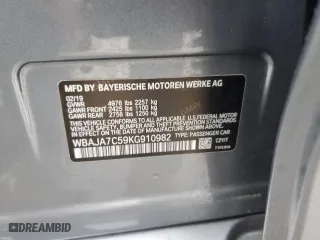 MFD BY BAYERISCHE MOTOREN WERKE AG
02/19
GVWR 4976 lbs 2257 kg
GAWR FRONT 2425 lbs 1100 kg
GAWR REAR 2756 lbs 1250 kg
THIS VEHICLE CONFORMS TO ALL APPLICABLE U.S. FEDERAL MOTOR
VEHICLE SAFETY, BUMPER, AND THEFT PREVENTION STANDARDS
IN EFFECT ON THE DATE OF MANUFACTURE SHOWN ABOVE.
WBAJA7C59KG910982 TYPE: PASSENGER CAR